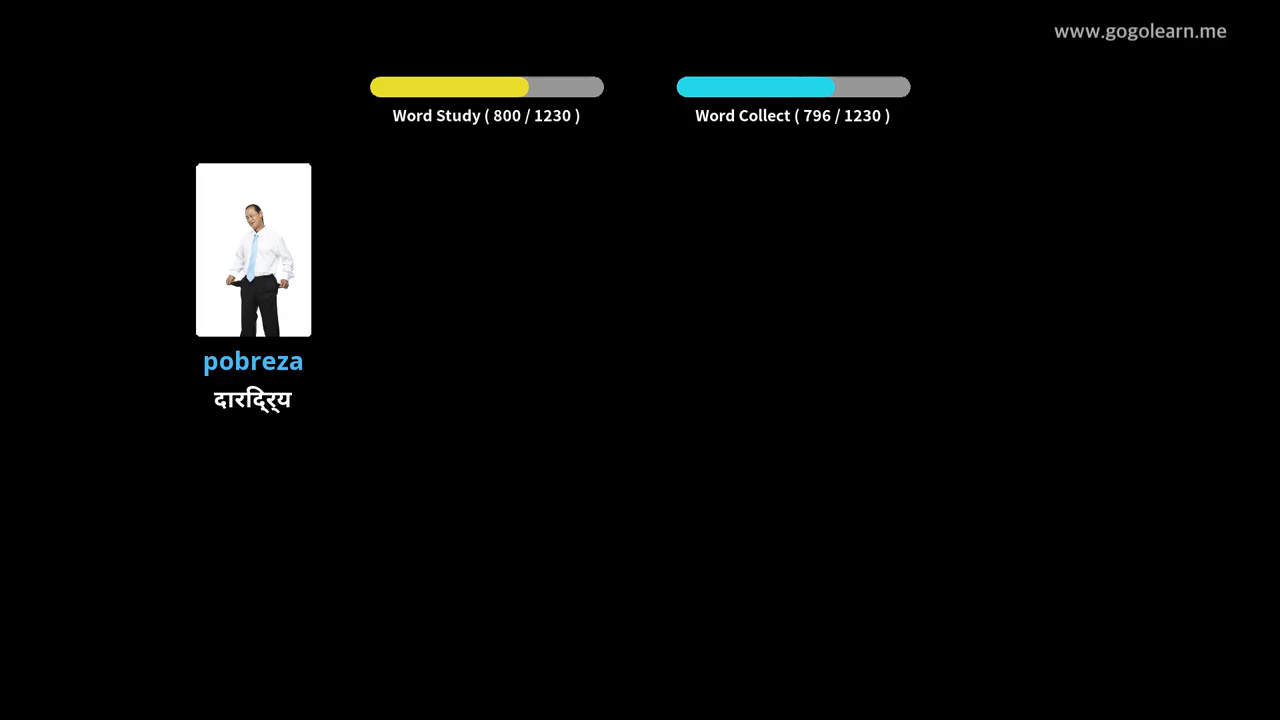 www.gogolearn.me
Word Study ( 800 / 1230 )
Word Collect ( 796 / 1230 )
pobreza
दारिद्र्य